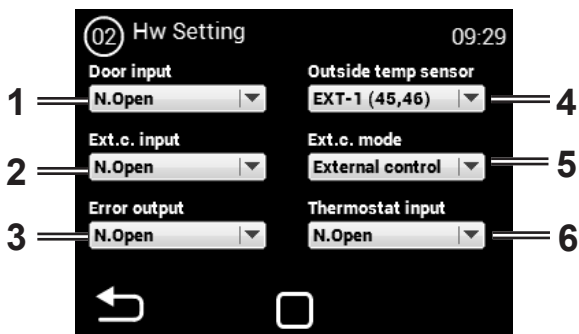 02 Hw Setting 09:29
Door input Outside temp sensor
1 N.Open EXT-1 (45,46) 4
Ext.c. input Ext.c. mode
2 N.Open External control 5
Error output Thermostat input
3 N.Open N.Open 6